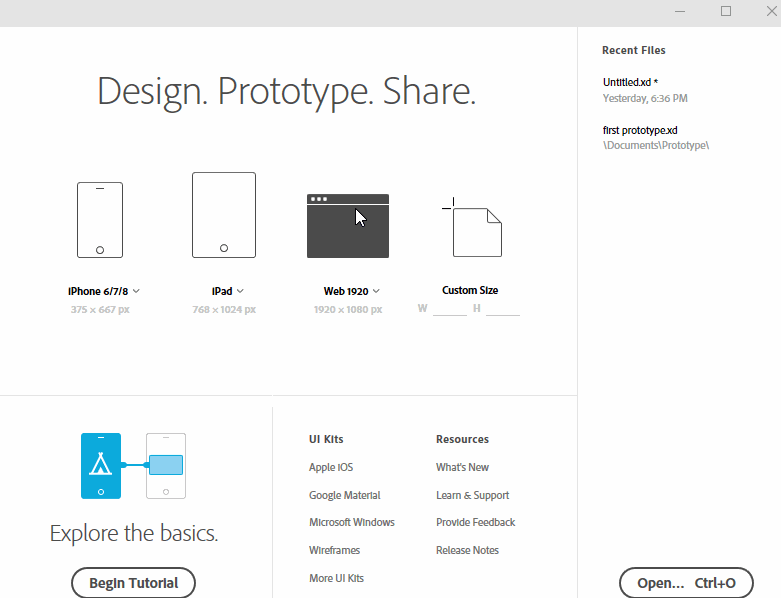 Design. Prototype. Share.
iPhone 6/7/8
375 x 667 px
iPad
768 x 1024 px
Web 1920
1920 x 1080 px
Custom Size
W H
Recent Files
Untitled.xd *
Yesterday, 6:36 PM
first prototype.xd
\Documents\Prototype\
Explore the basics.
Begin Tutorial
UI Kits
Apple iOS
Google Material
Microsoft Windows
Wireframes
More UI Kits
Resources
What's New
Learn & Support
Provide Feedback
Release Notes
Open... Ctrl+O